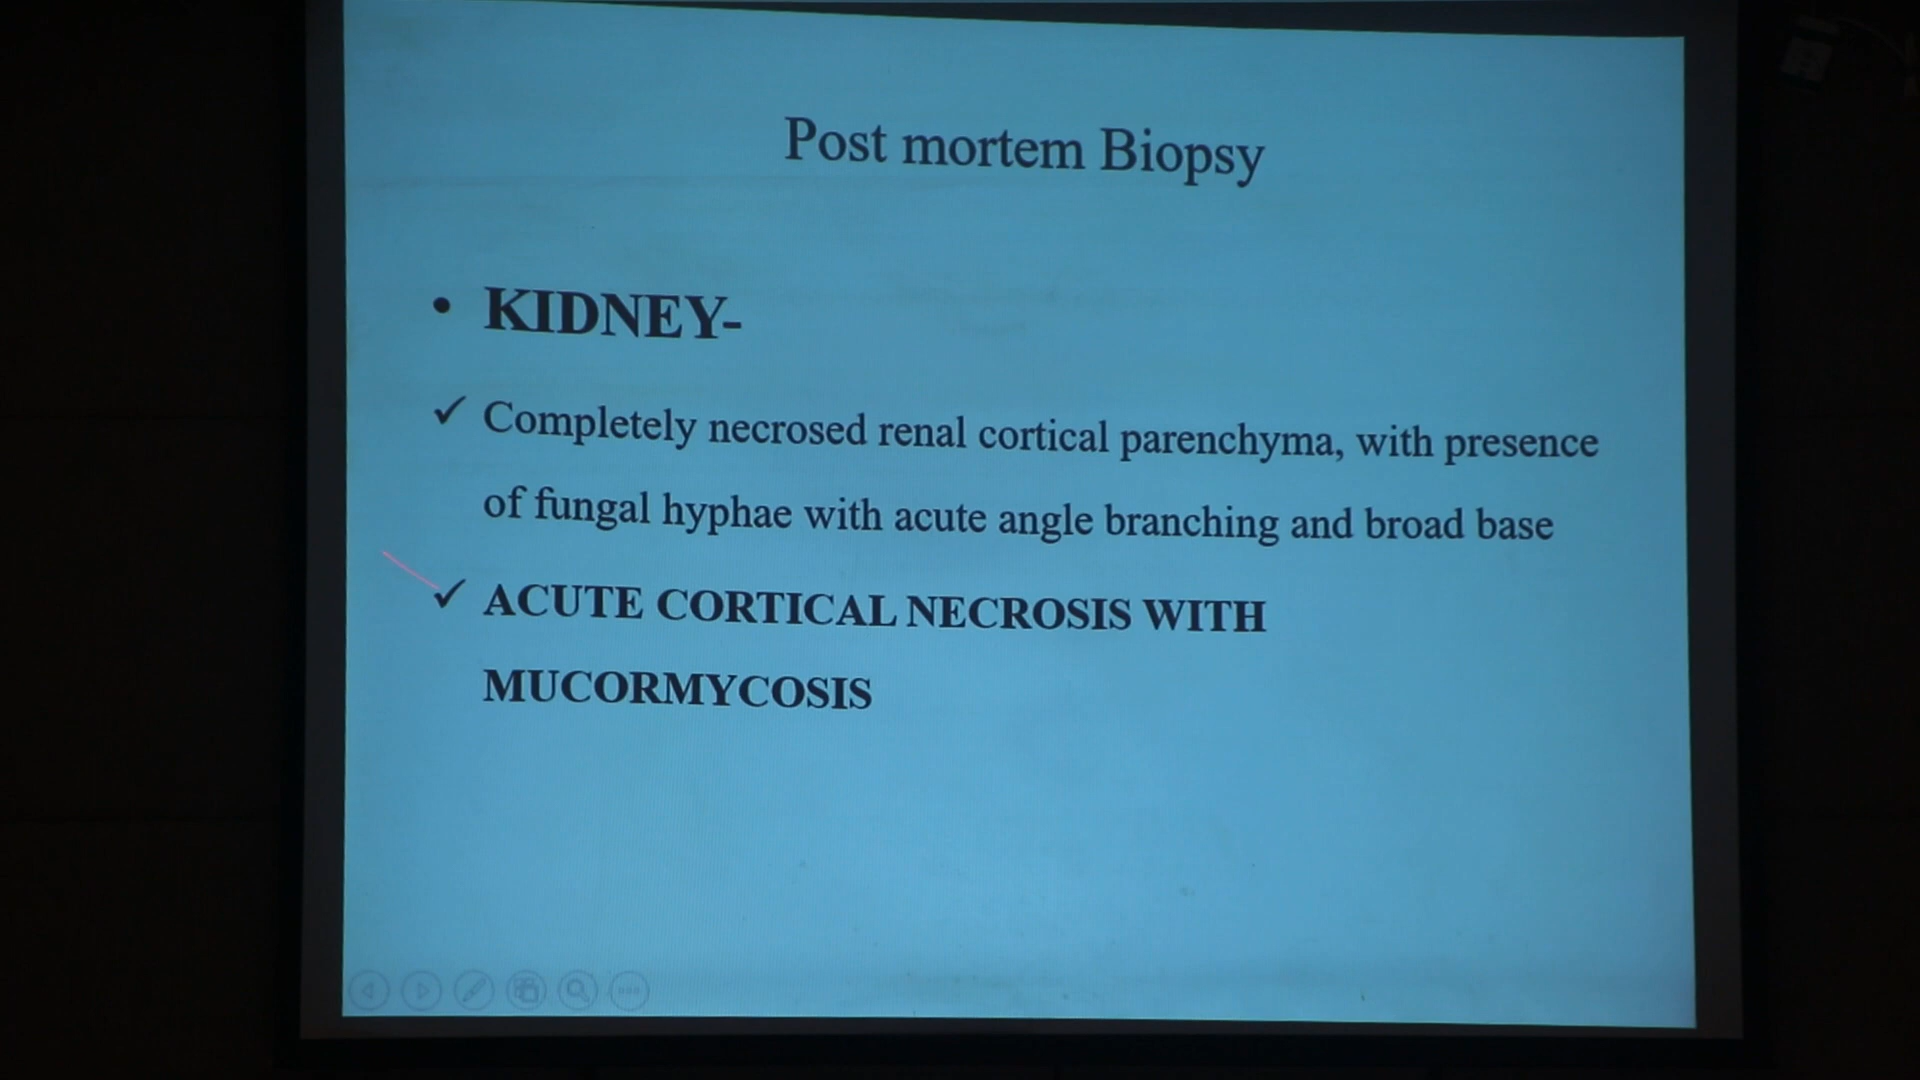 Post mortem Biopsy
• KIDNEY-
✓ Completely necrosed renal cortical parenchyma, with presence
of fungal hyphae with acute angle branching and broad base
✓ ACUTE CORTICAL NECROSIS WITH
MUCORMYCOSIS